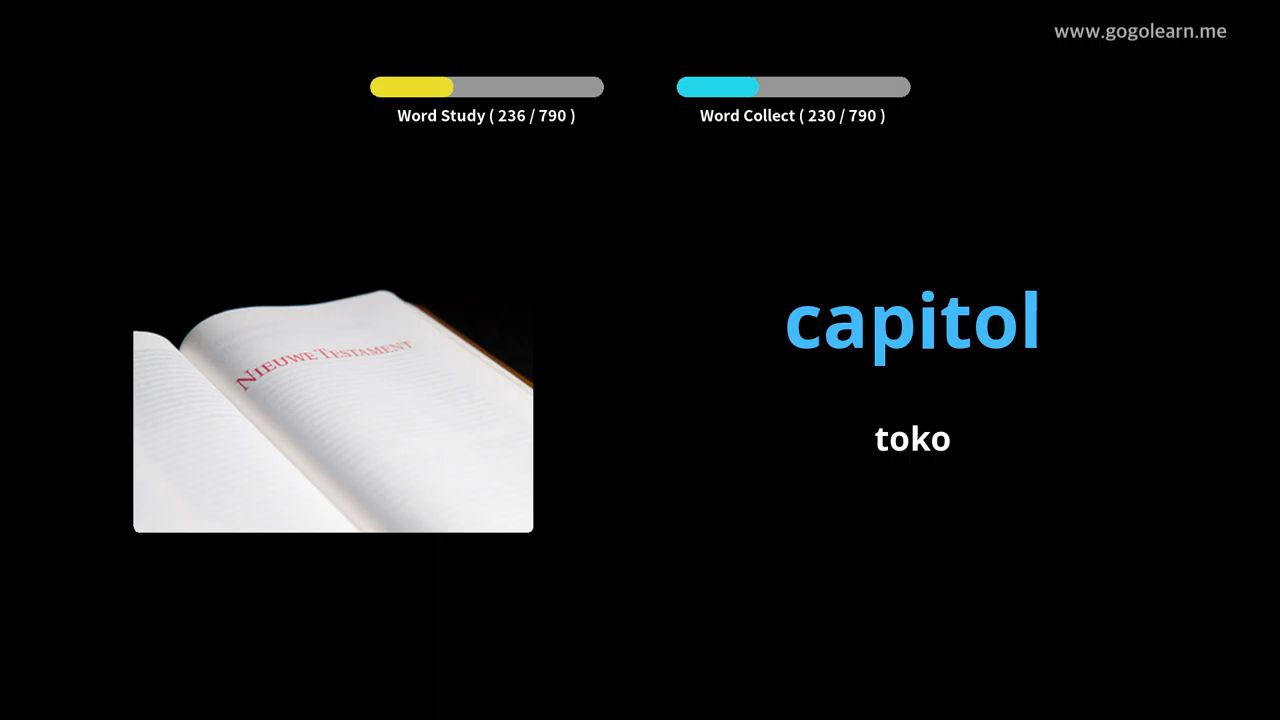 www.gogolearn.me
Word Study ( 236 / 790 )
Word Collect ( 230 / 790 )
NIEUWE TESTAMENT
capitol
toko